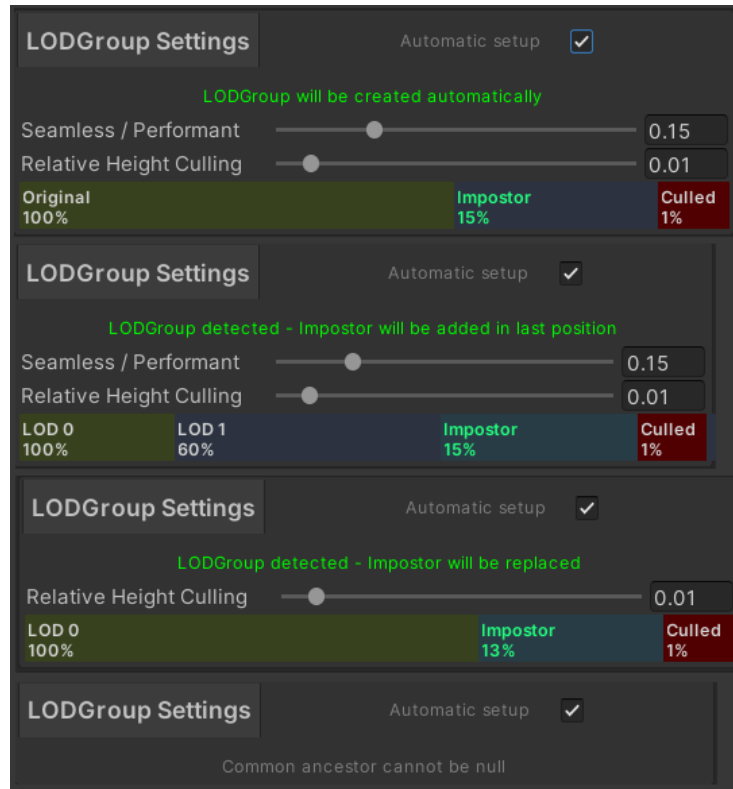 LODGroup Settings Automatic setup
LODGroup will be created automatically
Seamless / Performant 0.15
Relative Height Culling 0.01
Original Impostor Culled
100% 15% 1%
LODGroup Settings Automatic setup
LODGroup detected - Impostor will be added in last position
Seamless / Performant 0.15
Relative Height Culling 0.01
LOD 0 LOD 1 Impostor Culled
100% 60% 15% 1%
LODGroup Settings Automatic setup
LODGroup detected - Impostor will be replaced
Relative Height Culling 0.01
LOD 0 Impostor Culled
100% 13% 1%
LODGroup Settings Automatic setup
Common ancestor cannot be null